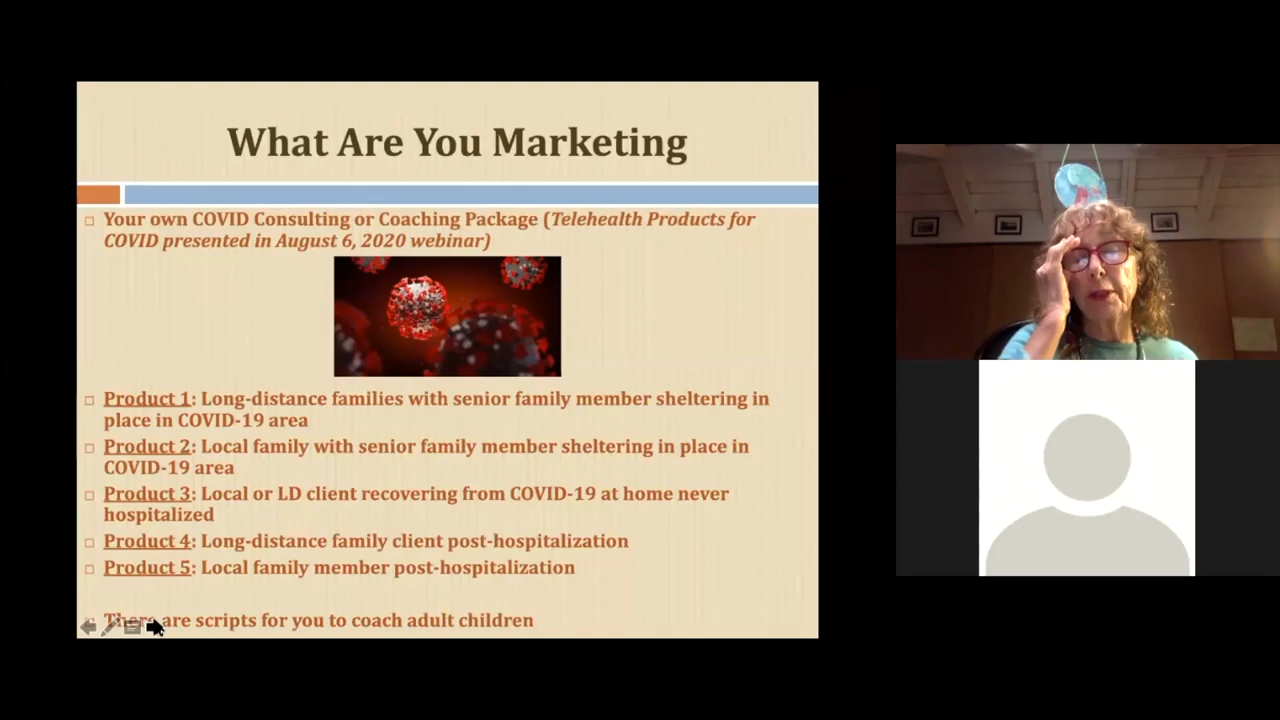 What Are You Marketing
Your own COVID Consulting or Coaching Package (Telehealth Products for
COVID presented in August 6, 2020 webinar)
Product 1: Long-distance families with senior family member sheltering in
place in COVID-19 area
Product 2: Local family with senior family member sheltering in place in
COVID-19 area
Product 3: Local or LD client recovering from COVID-19 at home never
hospitalized
Product 4: Long-distance family client post-hospitalization
Product 5: Local family member post-hospitalization
There are scripts for you to coach adult children